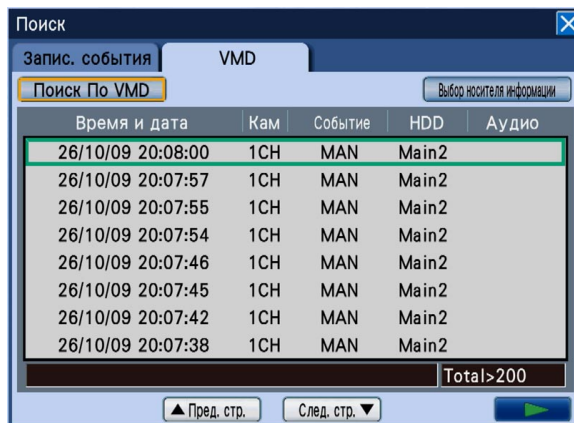 Поиск
Запис. события VMD
Поиск По VMD Выбор носителя информации
Время и дата Кам Событие HDD Аудио
26/10/09 20:08:00 1CH MAN Main2
26/10/09 20:07:57 1CH MAN Main2
26/10/09 20:07:55 1CH MAN Main2
26/10/09 20:07:54 1CH MAN Main2
26/10/09 20:07:46 1CH MAN Main2
26/10/09 20:07:45 1CH MAN Main2
26/10/09 20:07:42 1CH MAN Main2
26/10/09 20:07:38 1CH MAN Main2
Total>200
▲ Пред. стр. След. стр. ▼